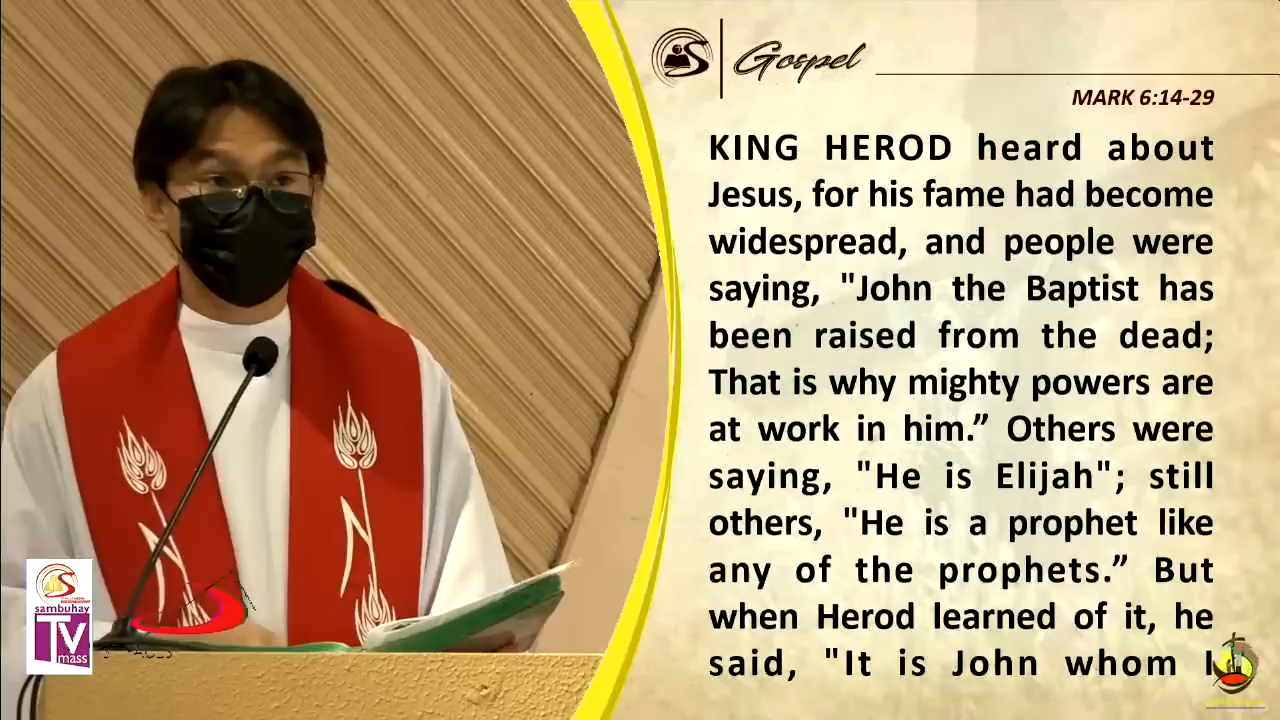 Gospel
MARK 6:14-29
KING HEROD heard about
Jesus, for his fame had become
widespread, and people were
saying, "John the Baptist has
been raised from the dead;
That is why mighty powers are
at work in him.” Others were
saying, "He is Elijah"; still
others, "He is a prophet like
any of the prophets.” But
when Herod learned of it, he
said, "It is John whom I
sambuhay
TV
mass